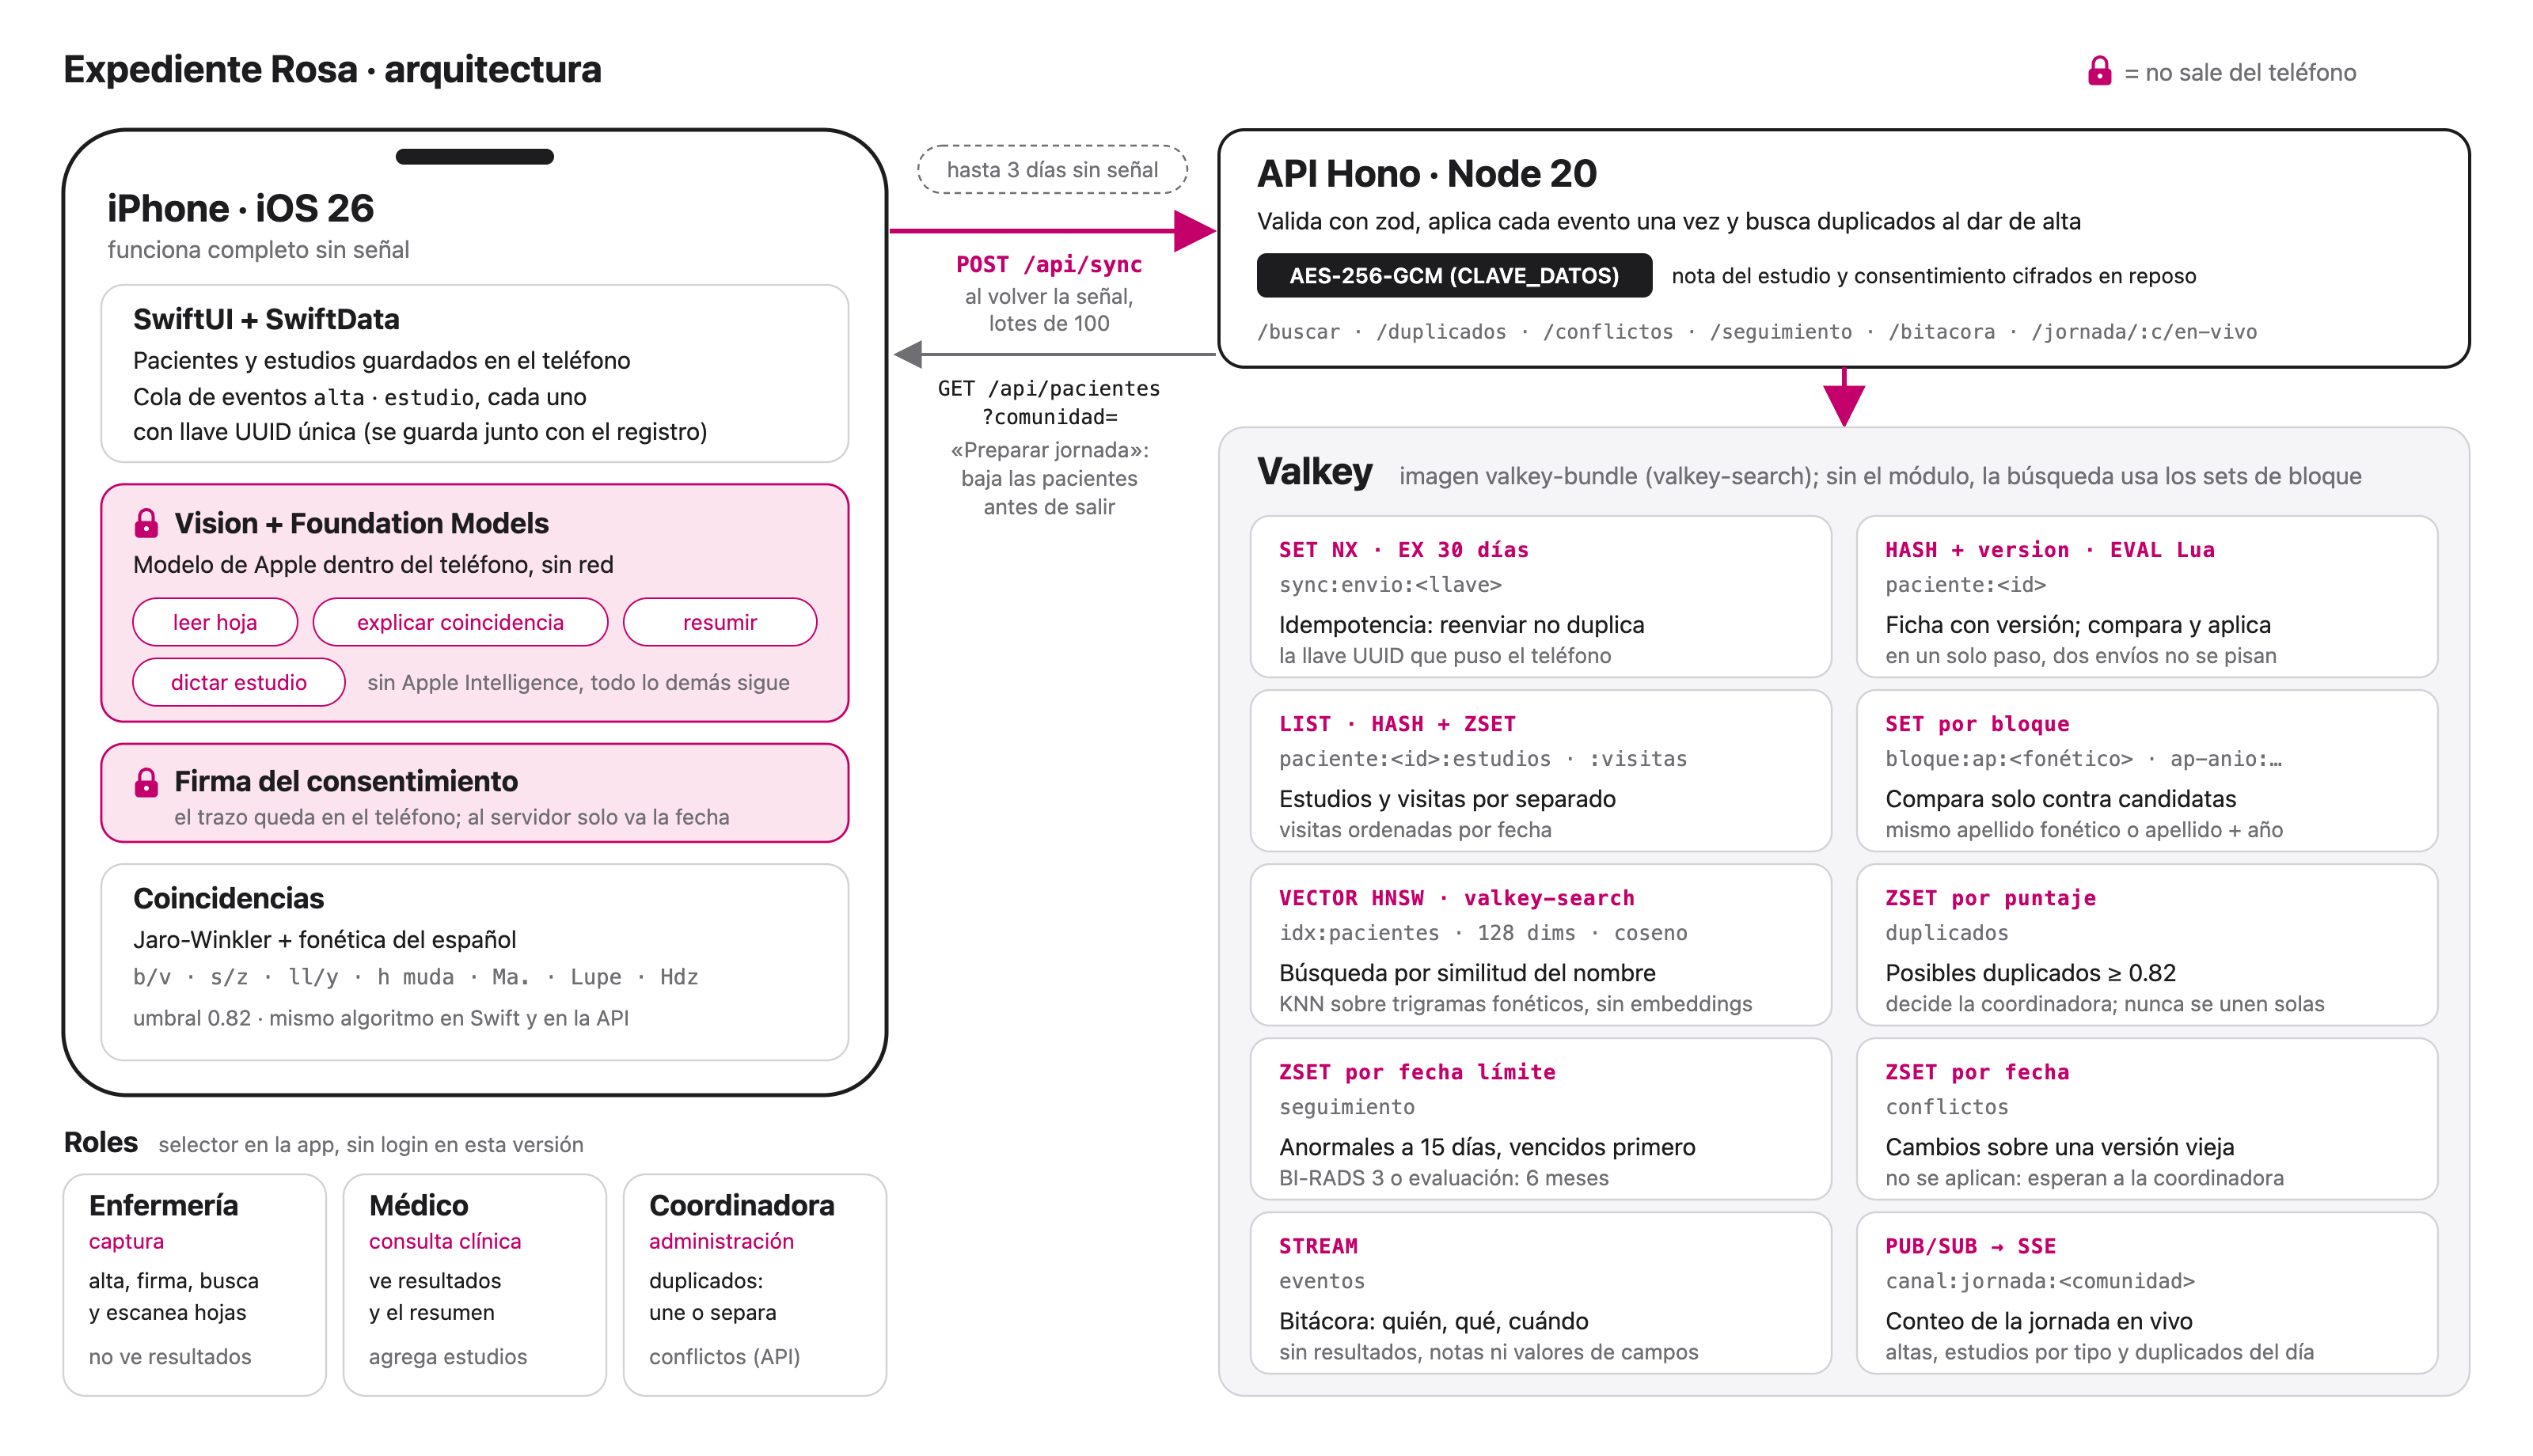 Expediente Rosa · arquitectura
= no sale del teléfono
iPhone · iOS 26
funciona completo sin señal
SwiftUI + SwiftData
Pacientes y estudios guardados en el teléfono
Cola de eventos alta · estudio, cada uno
con llave UUID única (se guarda junto con el registro)
Vision + Foundation Models
Modelo de Apple dentro del teléfono, sin red
leer hoja
explicar coincidencia
resumir
dictar estudio
sin Apple Intelligence, todo lo demás sigue
Firma del consentimiento
el trazo queda en el teléfono; al servidor solo va la fecha
Coincidencias
Jaro-Winkler + fonética del español
b/v · s/z · ll/y · h muda · Ma. · Lupe · Hdz
umbral 0.82 · mismo algoritmo en Swift y en la API
hasta 3 días sin señal
POST /api/sync
al volver la señal,
lotes de 100
GET /api/pacientes
?comunidad=
«Preparar jornada»:
baja las pacientes
antes de salir
API Hono · Node 20
Valida con zod, aplica cada evento una vez y busca duplicados al dar de alta
AES-256-GCM (CLAVE_DATOS)
nota del estudio y consentimiento cifrados en reposo
/buscar · /duplicados · /conflictos · /seguimiento · /bitacora · /jornada/:c/en-vivo
Valkey
imagen valkey-bundle (valkey-search); sin el módulo, la búsqueda usa los sets de bloque
SET NX · EX 30 días
sync:envio:<llave>
Idempotencia: reenviar no duplica
la llave UUID que puso el teléfono
HASH + version · EVAL Lua
paciente:<id>
Ficha con versión; compara y aplica
en un solo paso, dos envíos no se pisan
LIST · HASH + ZSET
paciente:<id>:estudios · :visitas
Estudios y visitas por separado
visitas ordenadas por fecha
SET por bloque
bloque:ap:<fonético> · ap-anio:…
Compara solo contra candidatas
mismo apellido fonético o apellido + año
VECTOR HNSW · valkey-search
idx:pacientes · 128 dims · coseno
Búsqueda por similitud del nombre
KNN sobre trigramas fonéticos, sin embeddings
ZSET por puntaje
duplicados
Posibles duplicados ≥ 0.82
decide la coordinadora; nunca se unen solas
ZSET por fecha límite
seguimiento
Anormales a 15 días, vencidos primero
BI-RADS 3 o evaluación: 6 meses
ZSET por fecha
conflictos
Cambios sobre una versión vieja
no se aplican: esperan a la coordinadora
STREAM
eventos
Bitácora: quién, qué, cuándo
sin resultados, notas ni valores de campos
PUB/SUB → SSE
canal:jornada:<comunidad>
Conteo de la jornada en vivo
altas, estudios por tipo y duplicados del día
Roles
selector en la app, sin login en esta versión
Enfermería
captura
alta, firma, busca
y escanea hojas
no ve resultados
Médico
consulta clínica
ve resultados
y el resumen
agrega estudios
Coordinadora
administración
duplicados:
une o separa
conflictos (API)